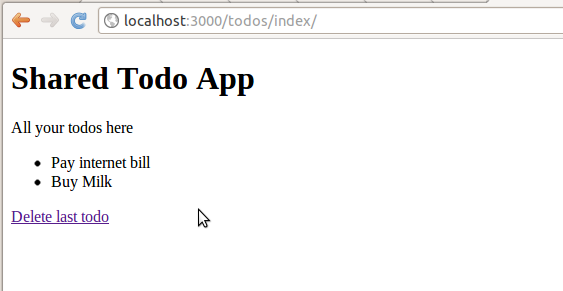 localhost:3000/todos/index/
Shared Todo App
All your todos here
Pay internet bill
Buy Milk
Delete last todo